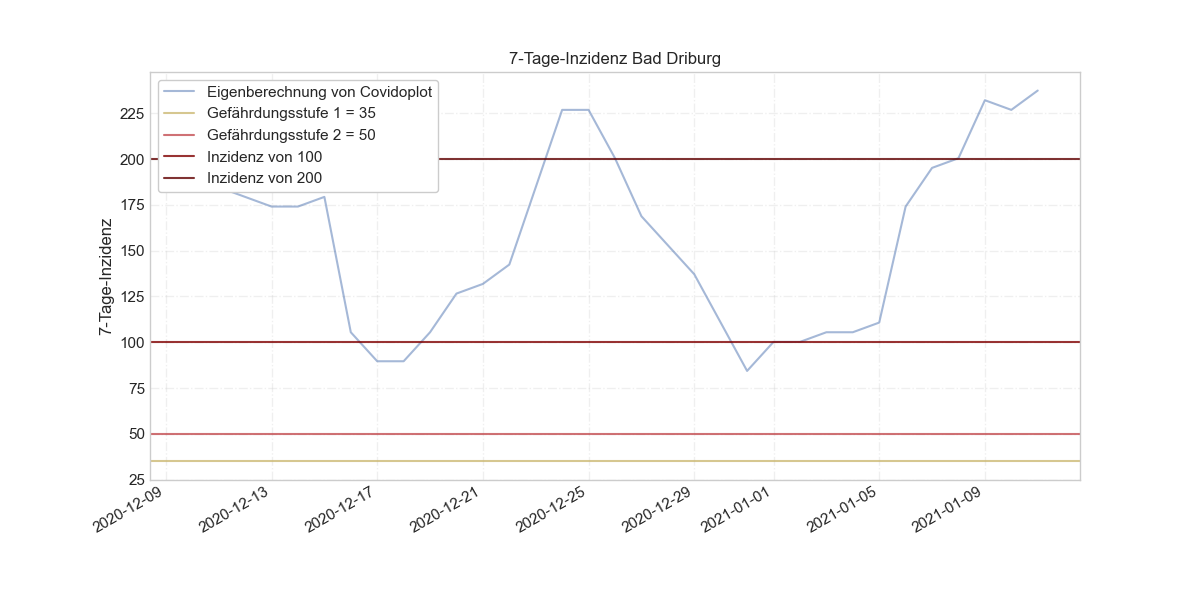 7-Tage-Inzidenz Bad Driburg
Eigenberechnung von Covidoplot
Gefährdungsstufe 1 = 35
Gefährdungsstufe 2 = 50
Inzidenz von 100
Inzidenz von 200
7-Tage-Inzidenz
225
200
175
150
125
100
75
50
25
2020-12-09
2020-12-13
2020-12-17
2020-12-21
2020-12-25
2020-12-29
2021-01-01
2021-01-05
2021-01-09